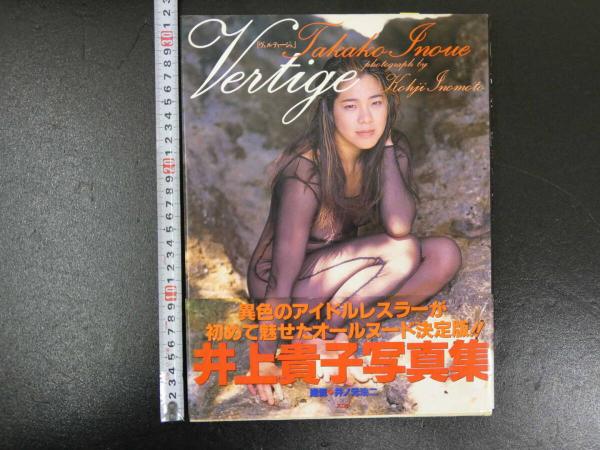 Vertige
[ヴェルティージュ]
Takako Inoue
photograph by
Kohji Inomoto
異色のアイドルレスラーが、
初めて魅せたオールヌード決定版!!
井上貴子写真集
撮影●井ノ元浩二